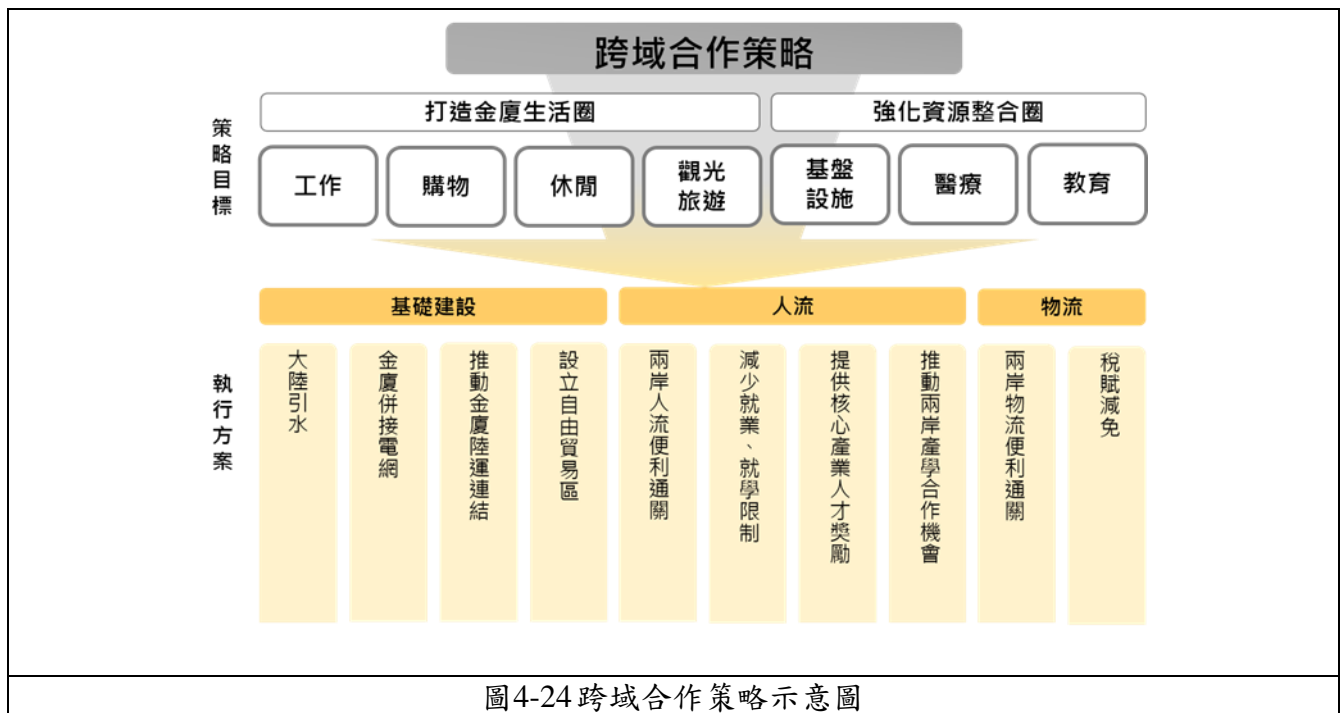 跨域合作策略
策略目標
打造金廈生活圈
強化資源整合圈
工作
購物
休閒
觀光
旅遊
基盤
設施
醫療
教育
執行方案
基礎建設
人流
物流
大陸引水
金廈併接電網
推動金廈陸運連結
設立自由貿易區
兩岸人流便利通關
減少就業、就學限制
提供核心產業人才獎勵
推動兩岸產學合作機會
兩岸物流便利通關
稅賦減免
圖4-24跨域合作策略示意圖